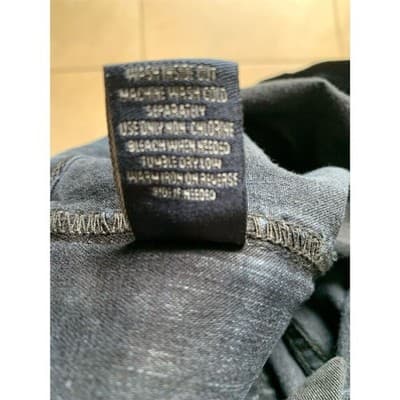 WASH INSIDE OUT
MACHINE WASH COLD
SEPARATELY
USE ONLY NON-CHLORINE
BLEACH WHEN NEEDED
TUMBLE DRY LOW
WARM IRON ON REVERSE
IF NEEDED